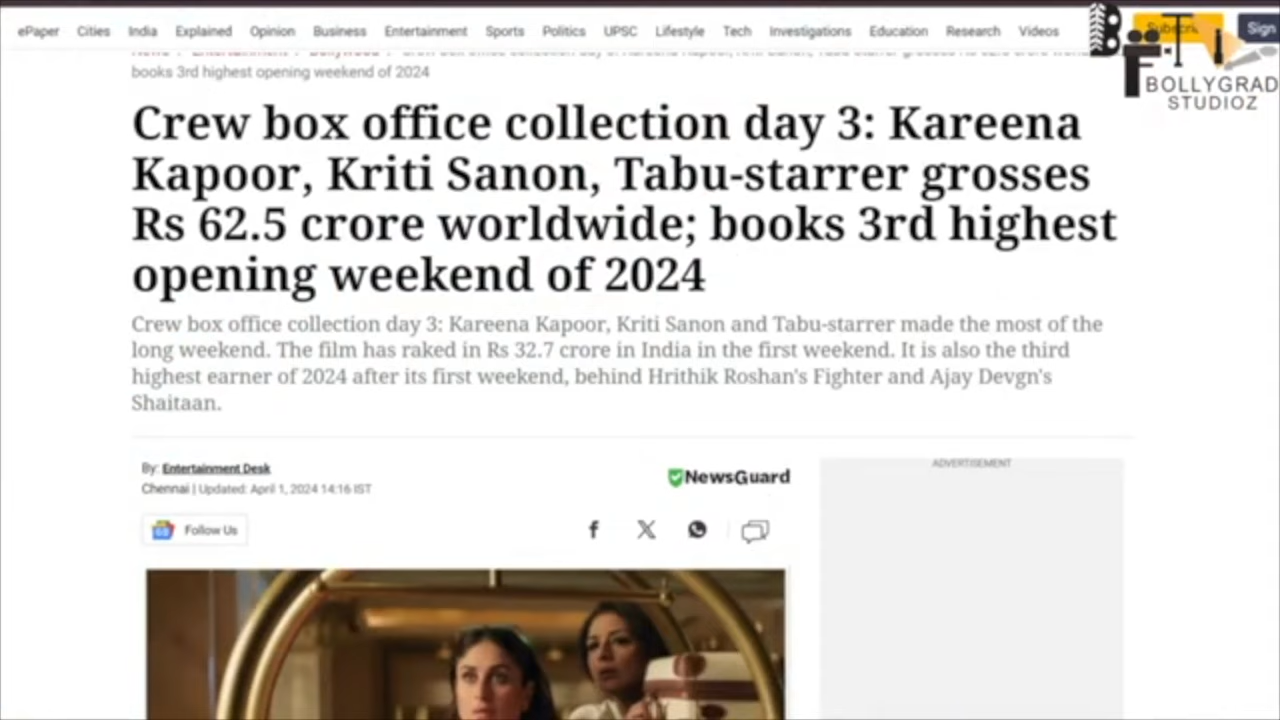 ePaper Cities India Explained Opinion Business Entertainment Sports Politics UPSC Lifestyle Tech Investigations Education Research Videos Subscri Sign
books 3rd highest opening weekend of 2024
BOLLYGRAD
STUDIOZ
Crew box office collection day 3: Kareena
Kapoor, Kriti Sanon, Tabu-starrer grosses
Rs 62.5 crore worldwide; books 3rd highest
opening weekend of 2024
Crew box office collection day 3: Kareena Kapoor, Kriti Sanon and Tabu-starrer made the most of the
long weekend. The film has raked in Rs 32.7 crore in India in the first weekend. It is also the third
highest earner of 2024 after its first weekend, behind Hrithik Roshan's Fighter and Ajay Devgn's
Shaitaan.
By: Entertainment Desk
Chennai | Updated: April 1, 2024 14:16 IST
NewsGuard
ADVERTISEMENT
Follow Us